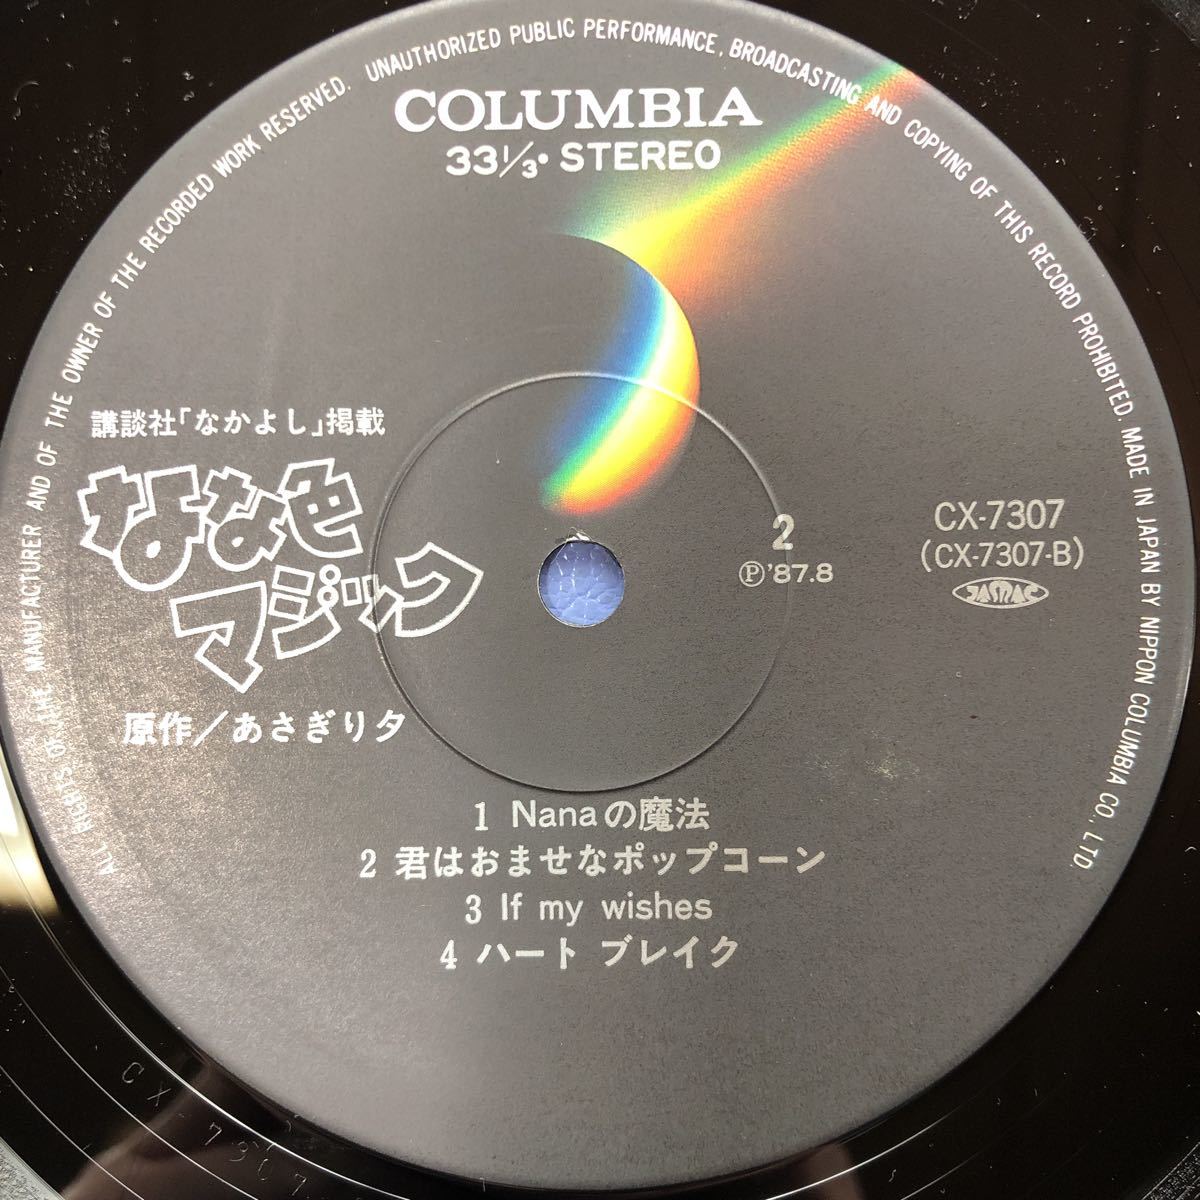 ALL RIGHTS OF THE MANUFACTURER AND OF THE OWNER OF THE RECORDED WORK RESERVED. UNAUTHORIZED PUBLIC PERFORMANCE, BROADCASTING AND COPYING OF THIS RECORD PROHIBITED. MADE IN JAPAN BY NIPPON COLUMBIA CO., LTD
COLUMBIA
33 1/3・STEREO
講談社「なかよし」掲載
なな色
マジック
原作/あさぎり夕
2
Ⓟ'87.8
CX-7307
(CX-7307-B)
JASRAC
1 Nanaの魔法
2 君はおませなポップコーン
3 If my wishes
4 ハート ブレイク
CX 7307